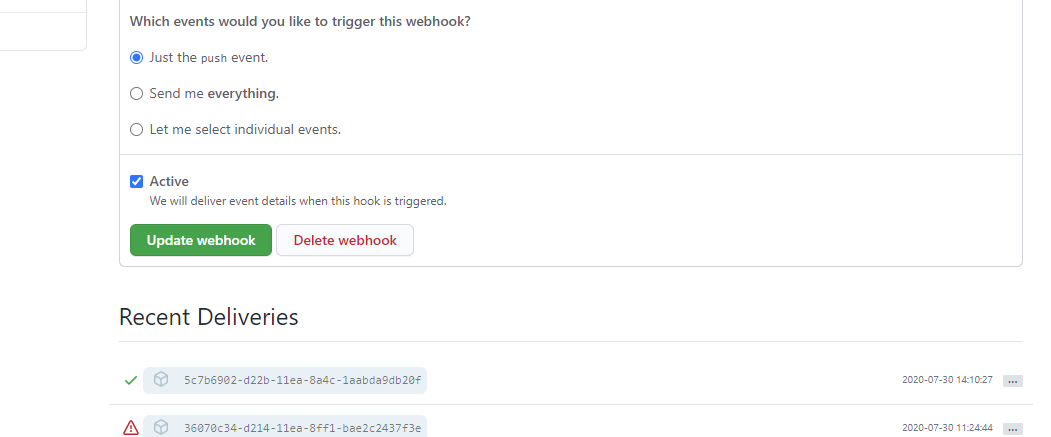 Which events would you like to trigger this webhook?
Just the push event.
Send me everything.
Let me select individual events.
Active
We will deliver event details when this hook is triggered.
Update webhook Delete webhook
Recent Deliveries
5c7b6902-d22b-11ea-8a4c-1aabda9db20f 2020-07-30 14:10:27 ...
36070c34-d214-11ea-8ff1-bae2c2437f3e 2020-07-30 11:24:44 ...